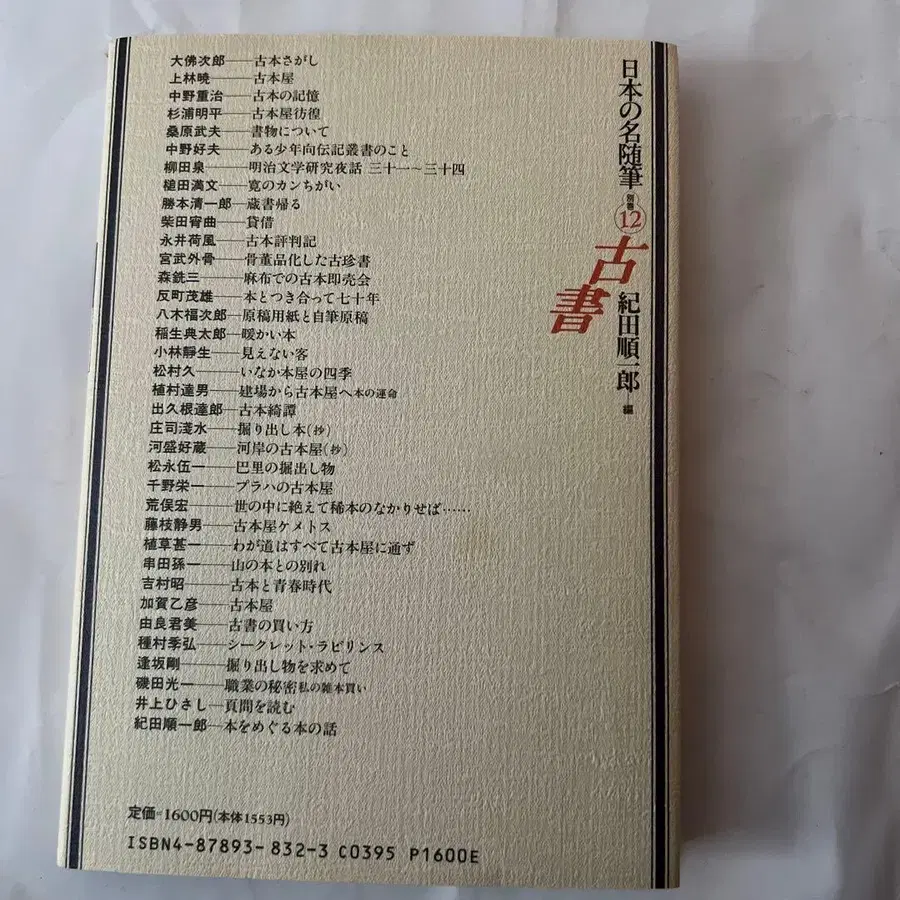 日本の名随筆 別巻12
古書
紀田順一郎 編
大佛次郎──古本さがし
上林暁──古本屋
中野重治──古本の記憶
杉浦明平──古本屋彷徨
桑原武夫──書物について
中野好夫──ある少年向伝記叢書のこと
柳田泉──明治文学研究夜話 三十一〜三十四
槌田満文──寛のカンちがい
勝本清一郎─蔵書帰る
柴田宵曲──貸借
永井荷風──古本評判記
宮武外骨──骨董品化した古珍書
森銑三──麻布での古本即売会
反町茂雄──本とつき合って七十年
八木福次郎─原稿用紙と自筆原稿
稲生典太郎─暖かい本
小林靜生──見えない客
松村久──いなか本屋の四季
植村達男──建場から古本屋へ本の運命
出久根達郎─古本綺譚
庄司淺水──掘り出し本(抄)
河盛好蔵──河岸の古本屋(抄)
松永伍一──巴里の掘出し物
千野栄一──プラハの古本屋
荒俣宏──世の中に絶えて稀本のなかりせば……
藤枝静男──古本屋ケメトス
植草甚一──わが道はすべて古本屋に通ず
串田孫一──山の本との別れ
吉村昭──古本と青春時代
加賀乙彦──古本屋
由良君美──古書の買い方
種村季弘──シークレット・ラビリンス
逢坂剛──掘り出し物を求めて
磯田光一──職業の秘密私の雑本買い
井上ひさし─頁間を読む
紀田順一郎─本をめぐる本の話
定価=1600円(本体1553円)
ISBN4-87893-832-3 C0395 P1600E